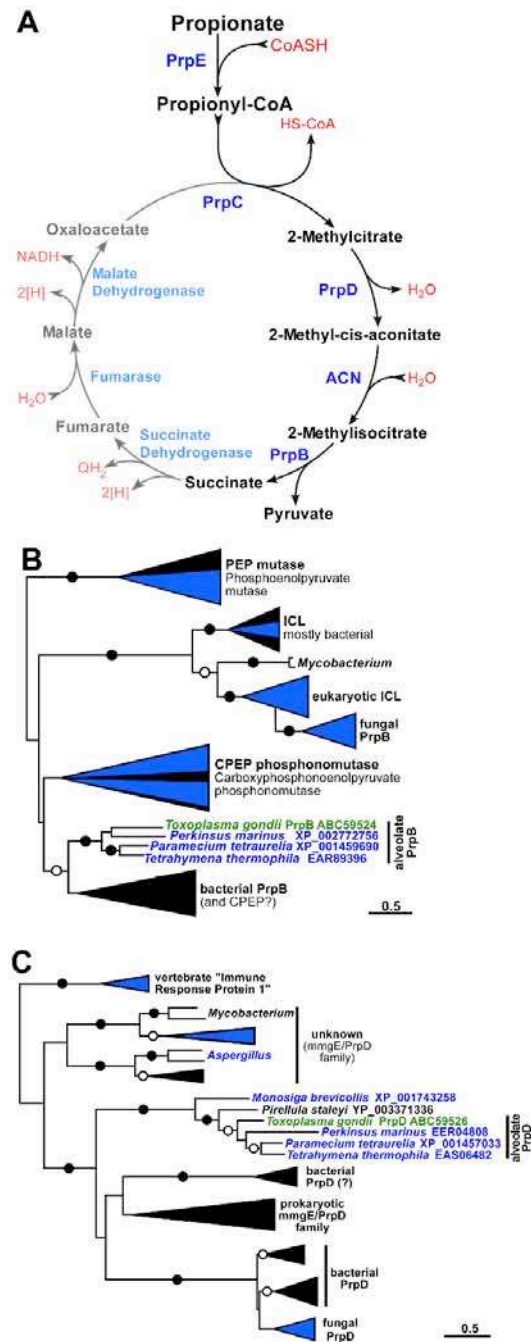 A
Propionate
PrpE
CoASH
Propionyl-CoA
HS-CoA
PrpC
Oxaloacetate
2-Methylcitrate
NADH
Malate
Dehydrogenase
PrpD
H2O
2[H]
Malate
2-Methyl-cis-aconitate
Fumarase
ACN
H2O
H2O
Fumarate
2-Methylisocitrate
Succinate
Dehydrogenase
PrpB
QH2
Succinate
2[H]
Pyruvate
B
PEP mutase
Phosphoenolpyruvate
mutase
ICL
mostly bacterial
Mycobacterium
eukaryotic ICL
fungal
PrpB
CPEP phosphonomutase
Carboxyphosphonoenolpyruvate
phosphonomutase
Toxoplasma gondii PrpB ABC59524
Perkinsus marinus XP_002772756
Paramecium tetraurelia XP_001459690
Tetrahymena thermophila EAR89396
alveolate
PrpB
bacterial PrpB
(and CPEP?)
0.5
C
vertebrate "Immune
Response Protein 1"
Mycobacterium
unknown
(mmgE/PrpD
family)
Aspergillus
Monosiga brevicollis XP_001743258
Pirellula staleyi YP_003371336
Toxoplasma gondii PrpD ABC59526
Perkinsus marinus EER04808
Paramecium tetraurelia XP_001457033
Tetrahymena thermophila EAS06482
alveolate
PrpD
bacterial
PrpD (?)
prokaryotic
mmgE/PrpD
family
bacterial
PrpD
fungal
PrpD
0.5